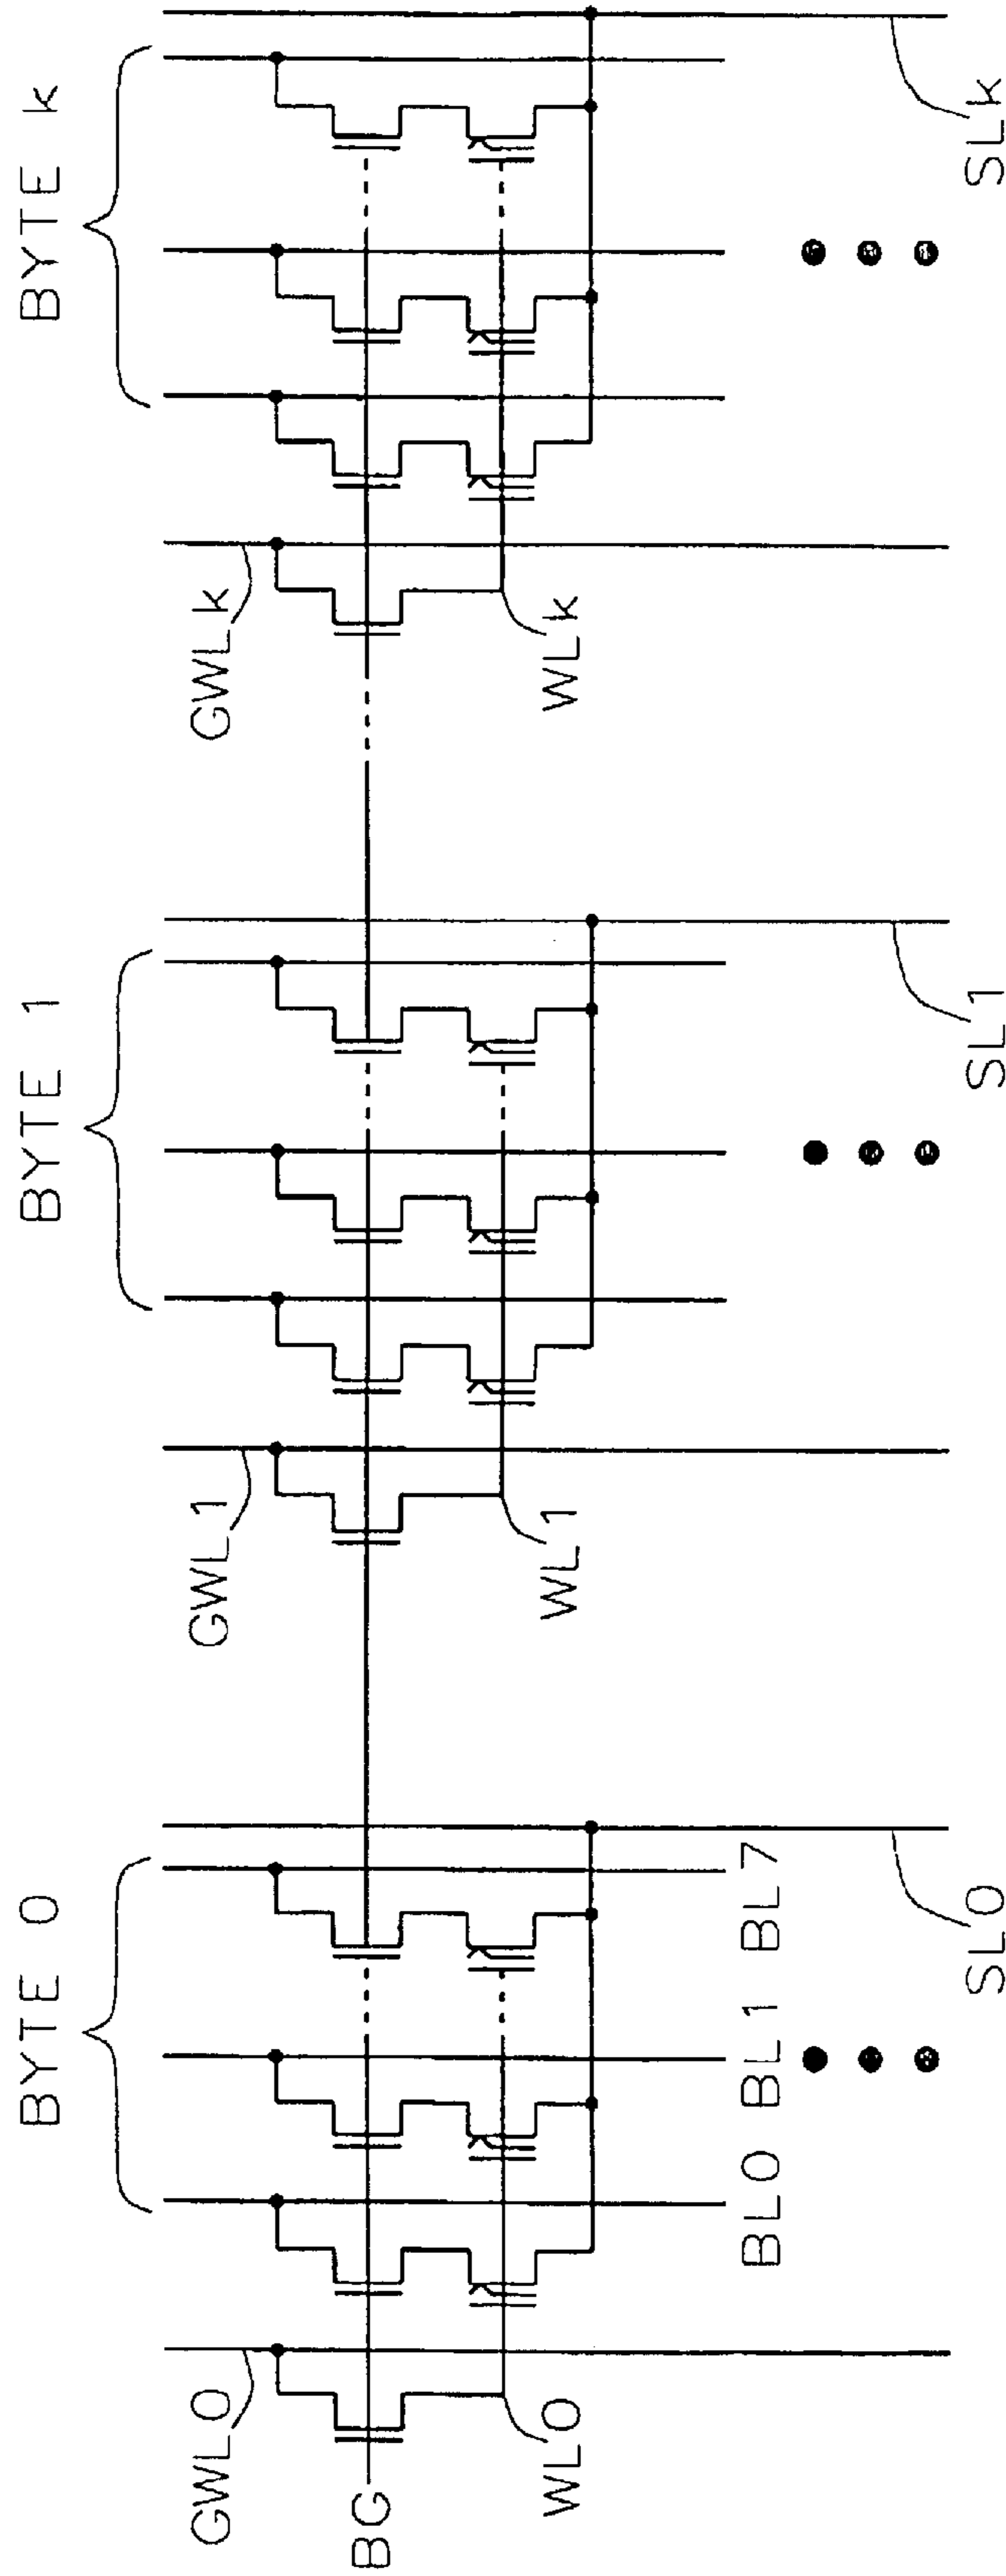 BYTE 0
BYTE 1
BYTE k
GWL0
GWL1
GWLk
BG
WL0
WL1
WLk
BL0 BL1 BL7
SL0
SL1
SLk